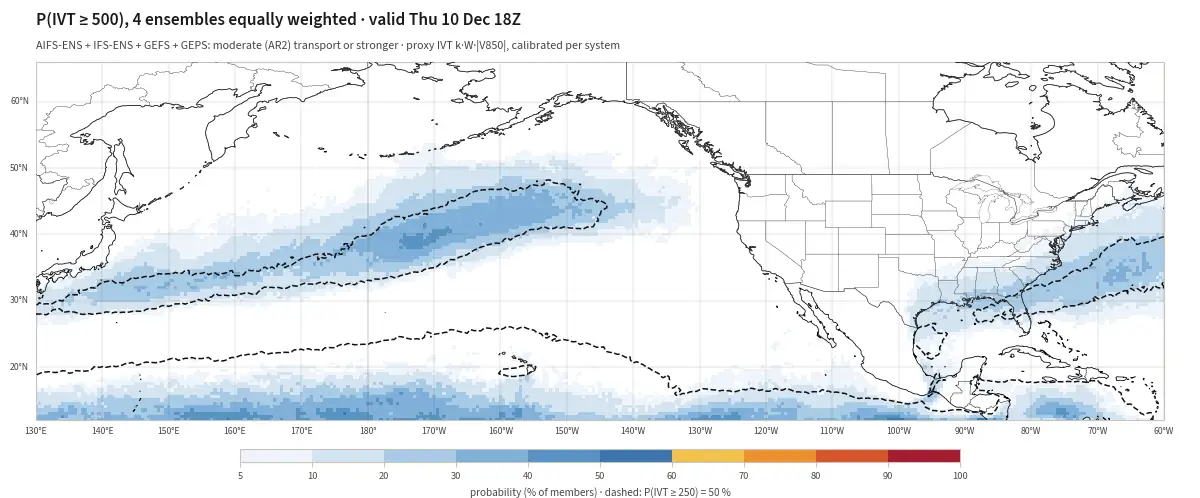 P(IVT ≥ 500), 4 ensembles equally weighted · valid Thu 10 Dec 18Z
AIFS-ENS + IFS-ENS + GEFS + GEPS: moderate (AR2) transport or stronger · proxy IVT k·W·|V850|, calibrated per system
60°N
50°N
40°N
30°N
20°N
130°E 140°E 150°E 160°E 170°E 180° 170°W 160°W 150°W 140°W 130°W 120°W 110°W 100°W 90°W 80°W 70°W 60°W
5 10 20 30 40 50 60 70 80 90 100
probability (% of members) · dashed: P(IVT ≥ 250) = 50 %